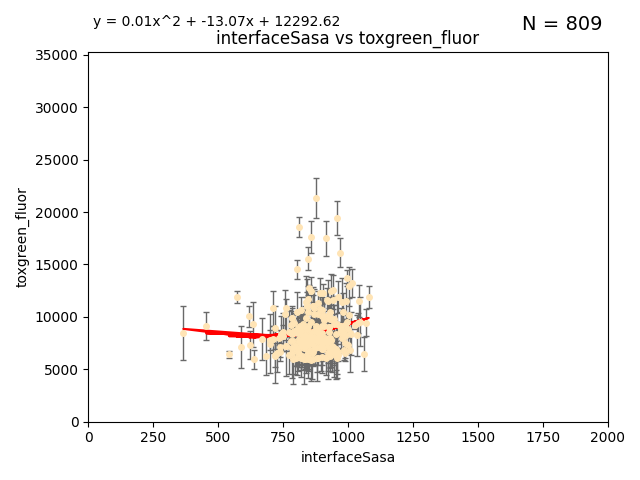 y = 0.01x^2 + -13.07x + 12292.62
N = 809
interfaceSasa vs toxgreen_fluor
35000
30000
25000
20000
15000
10000
5000
0
toxgreen_fluor
0 250 500 750 1000 1250 1500 1750 2000
interfaceSasa